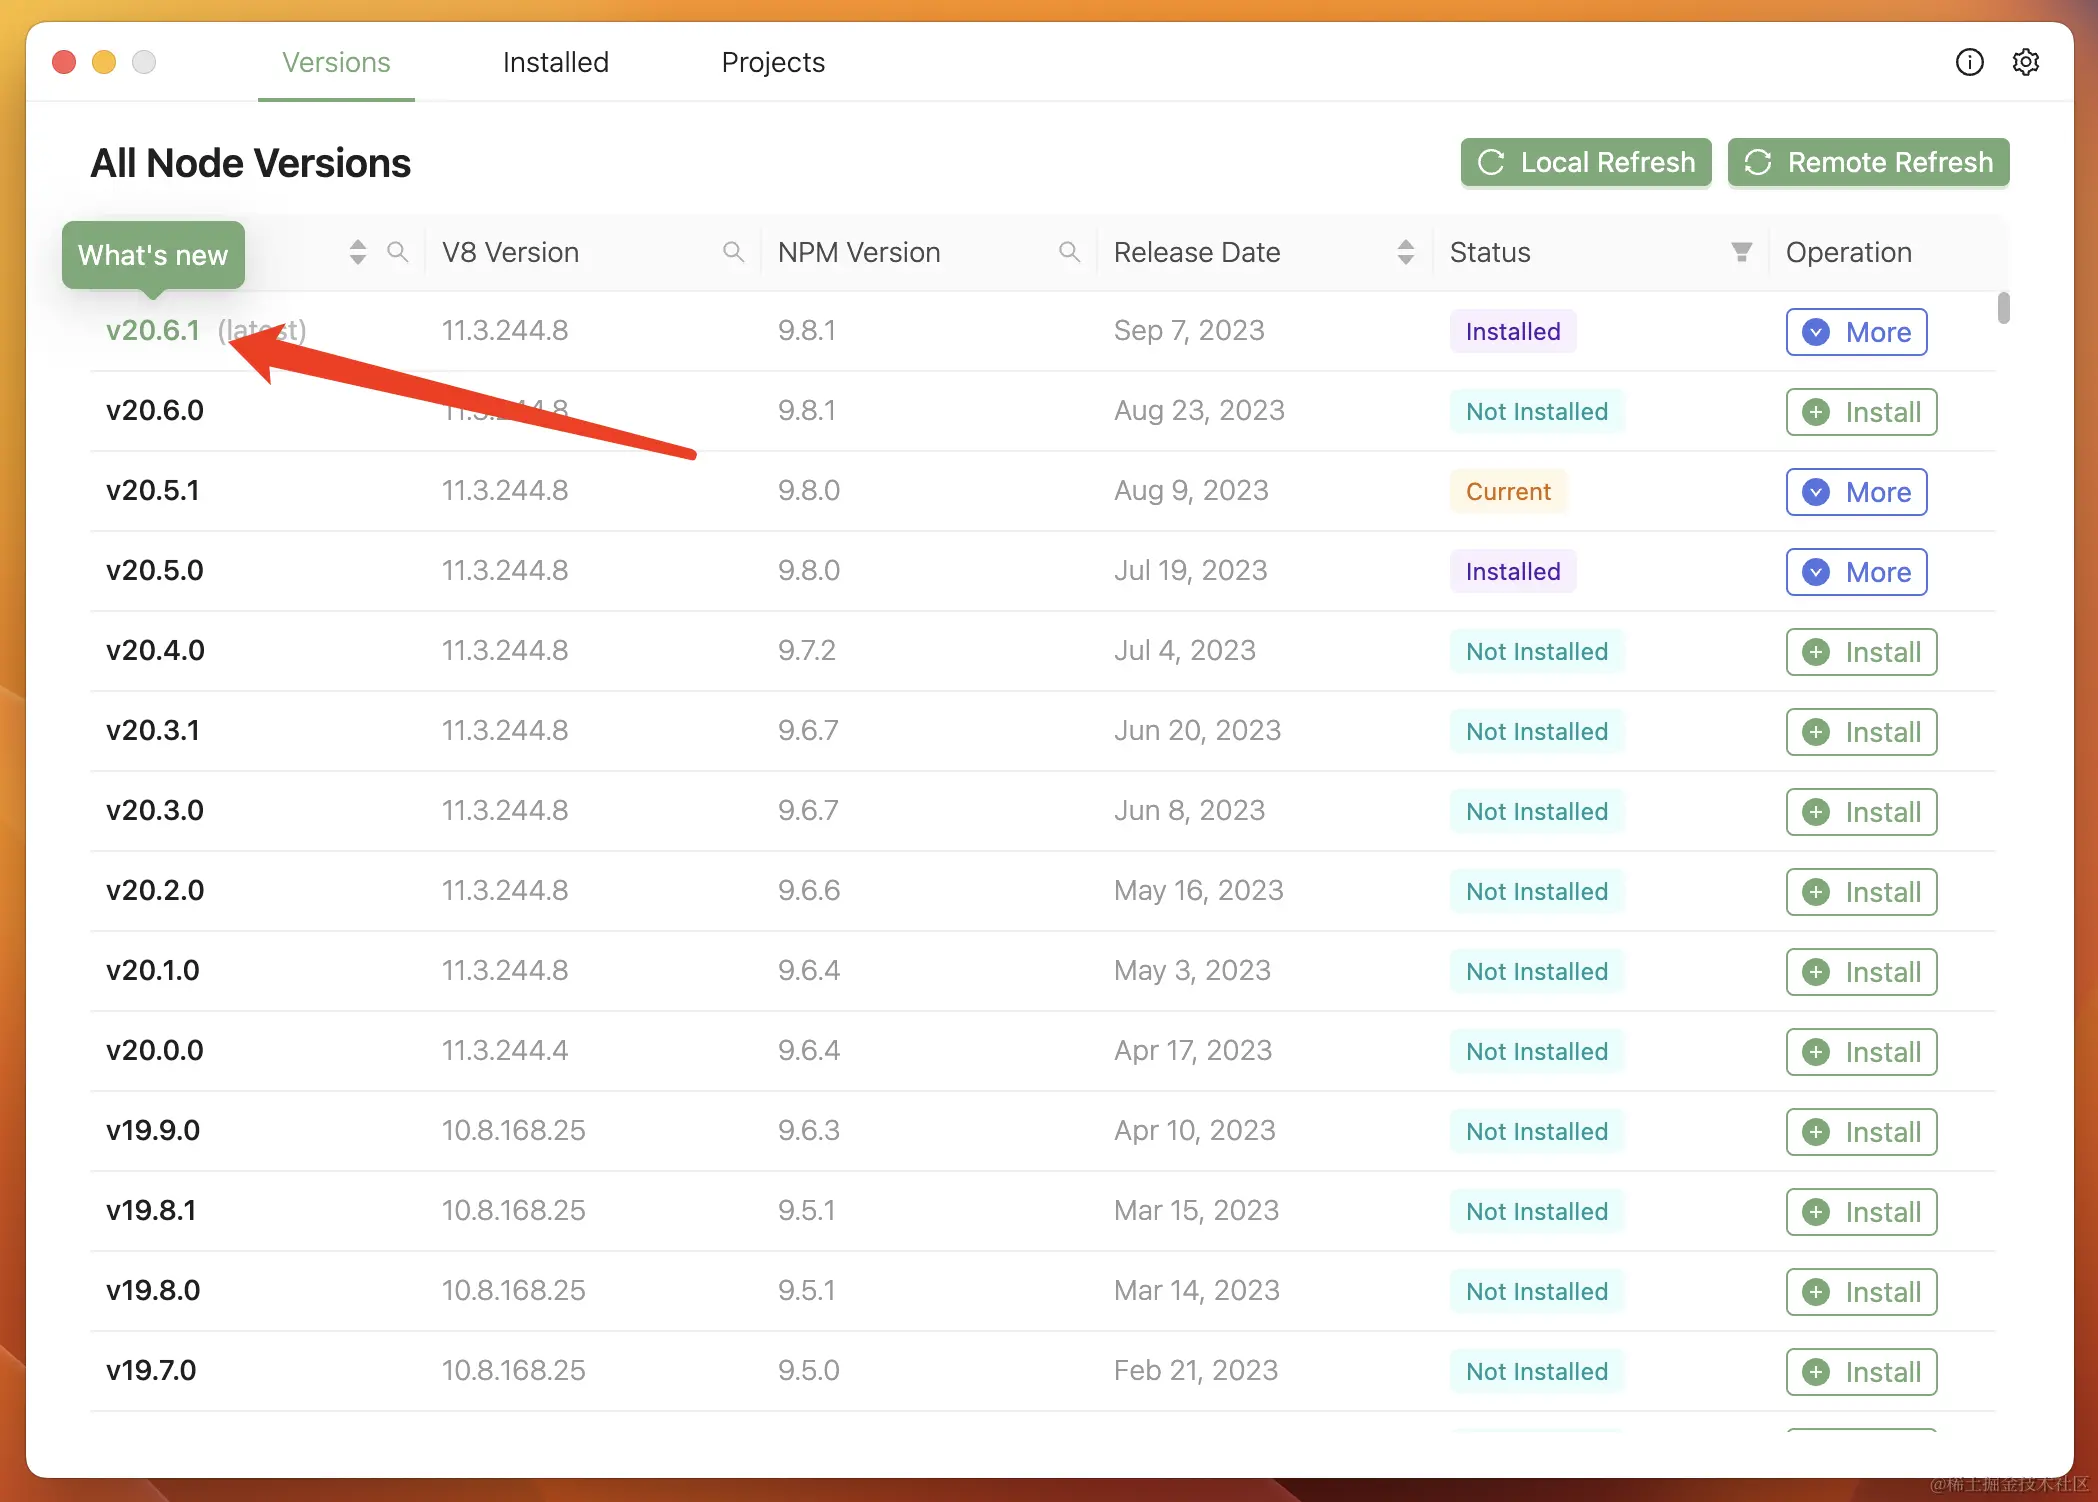 Versions Installed Projects
All Node Versions Local Refresh Remote Refresh
What's new V8 Version NPM Version Release Date Status Operation
v20.6.1 (latest) 11.3.244.8 9.8.1 Sep 7, 2023 Installed More
v20.6.0 11.3.244.8 9.8.1 Aug 23, 2023 Not Installed Install
v20.5.1 11.3.244.8 9.8.0 Aug 9, 2023 Current More
v20.5.0 11.3.244.8 9.8.0 Jul 19, 2023 Installed More
v20.4.0 11.3.244.8 9.7.2 Jul 4, 2023 Not Installed Install
v20.3.1 11.3.244.8 9.6.7 Jun 20, 2023 Not Installed Install
v20.3.0 11.3.244.8 9.6.7 Jun 8, 2023 Not Installed Install
v20.2.0 11.3.244.8 9.6.6 May 16, 2023 Not Installed Install
v20.1.0 11.3.244.8 9.6.4 May 3, 2023 Not Installed Install
v20.0.0 11.3.244.4 9.6.4 Apr 17, 2023 Not Installed Install
v19.9.0 10.8.168.25 9.6.3 Apr 10, 2023 Not Installed Install
v19.8.1 10.8.168.25 9.5.1 Mar 15, 2023 Not Installed Install
v19.8.0 10.8.168.25 9.5.1 Mar 14, 2023 Not Installed Install
v19.7.0 10.8.168.25 9.5.0 Feb 21, 2023 Not Installed Install
@稀土掘金技术社区